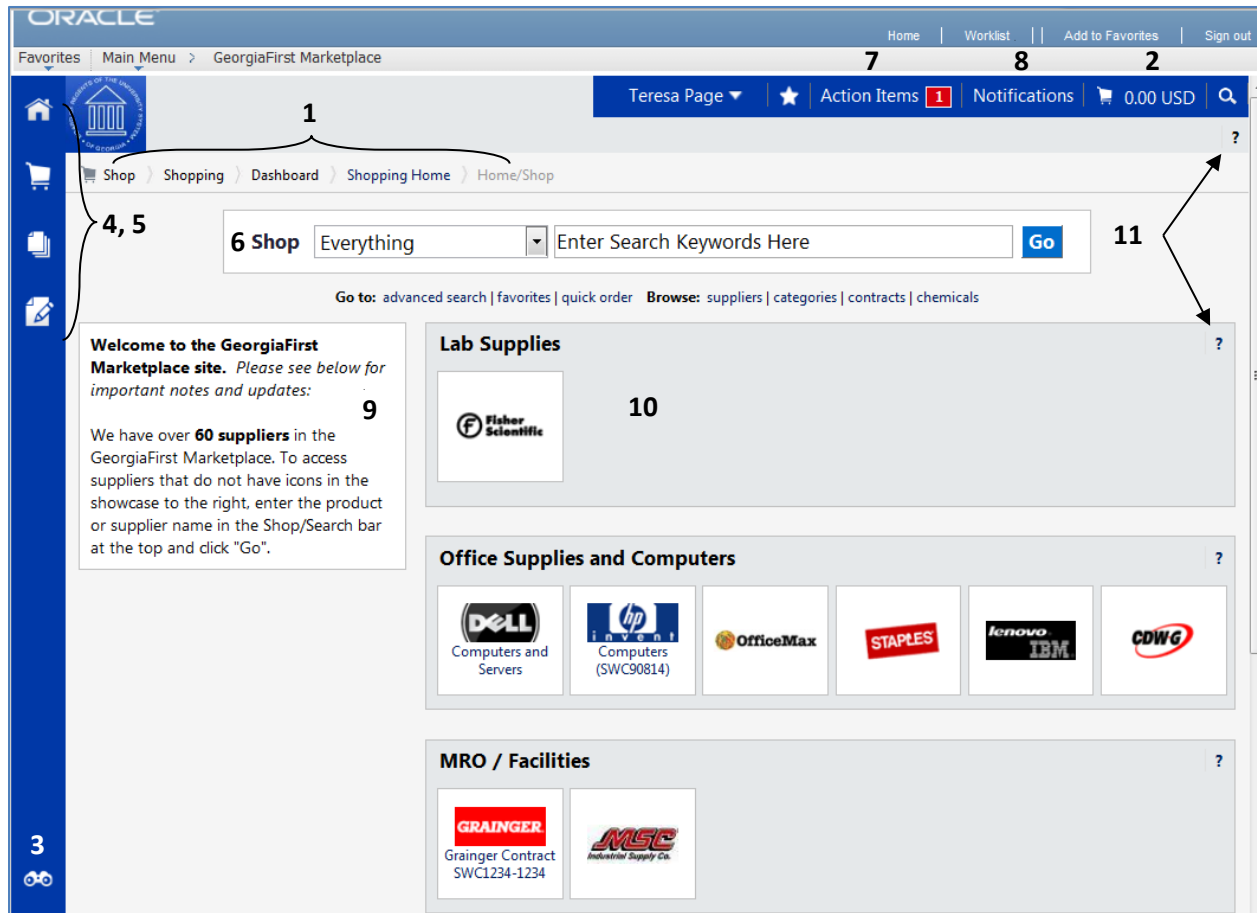 ORACLE
Home | Worklist | | Add to Favorites | Sign out
Favorites Main Menu > GeorgiaFirst Marketplace
7 8 2
Teresa Page ▼ ★ Action Items 1 Notifications 0.00 USD
1
?
Shop Shopping Dashboard Shopping Home Home/Shop
4, 5
6 Shop Everything Enter Search Keywords Here Go
11
Go to: advanced search | favorites | quick order Browse: suppliers | categories | contracts | chemicals
Welcome to the GeorgiaFirst
Marketplace site. Please see below for
important notes and updates:
9
We have over 60 suppliers in the
GeorgiaFirst Marketplace. To access
suppliers that do not have icons in the
showcase to the right, enter the product
or supplier name in the Shop/Search bar
at the top and click "Go".
Lab Supplies ?
10
Fisher
Scientific
Office Supplies and Computers ?
DELL
Computers and
Servers
hp
invent
Computers
(SWC90814)
OfficeMax
STAPLES
lenovo
IBM
CDWG
MRO / Facilities ?
GRAINGER
Grainger Contract
SWC1234-1234
MSC
Industrial Supply Co.
3